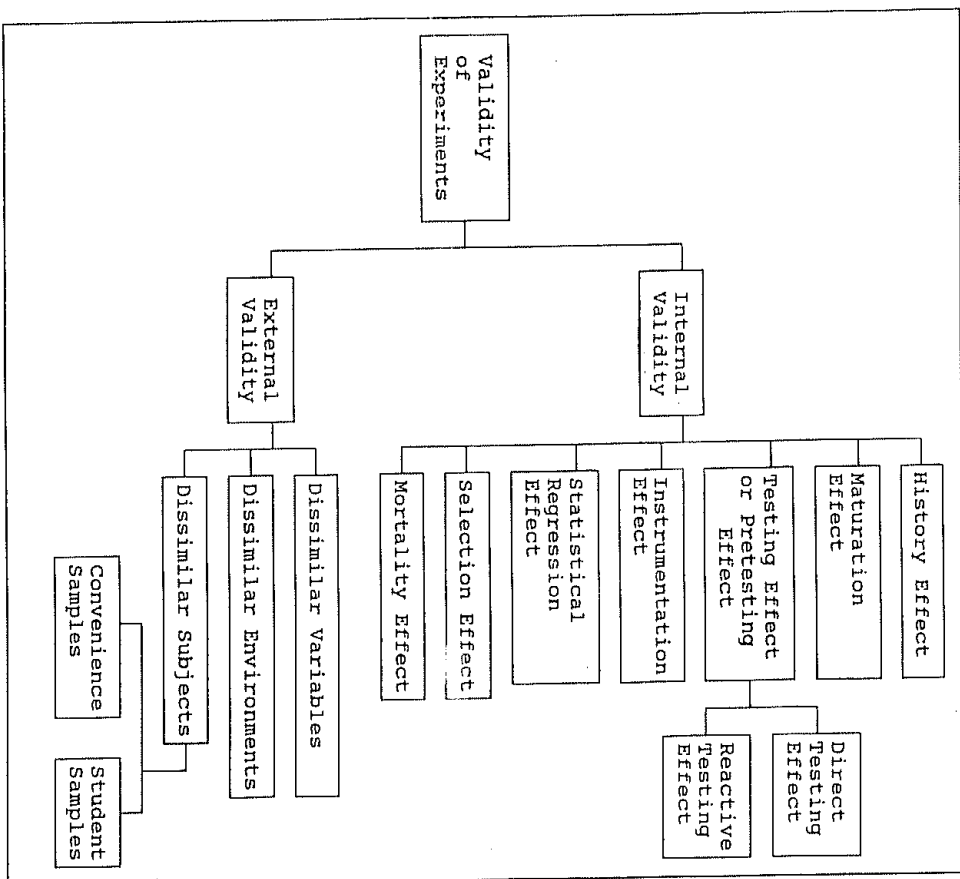 Validity
of
Experiments
Internal
Validity
History Effect
Maturation
Effect
Testing Effect
or Pretesting
Effect
Direct
Testing
Effect
Reactive
Testing
Effect
Instrumentation
Effect
Statistical
Regression
Effect
Selection Effect
Mortality Effect
External
Validity
Dissimilar Variables
Dissimilar Environments
Dissimilar Subjects
Student
Samples
Convenience
Samples